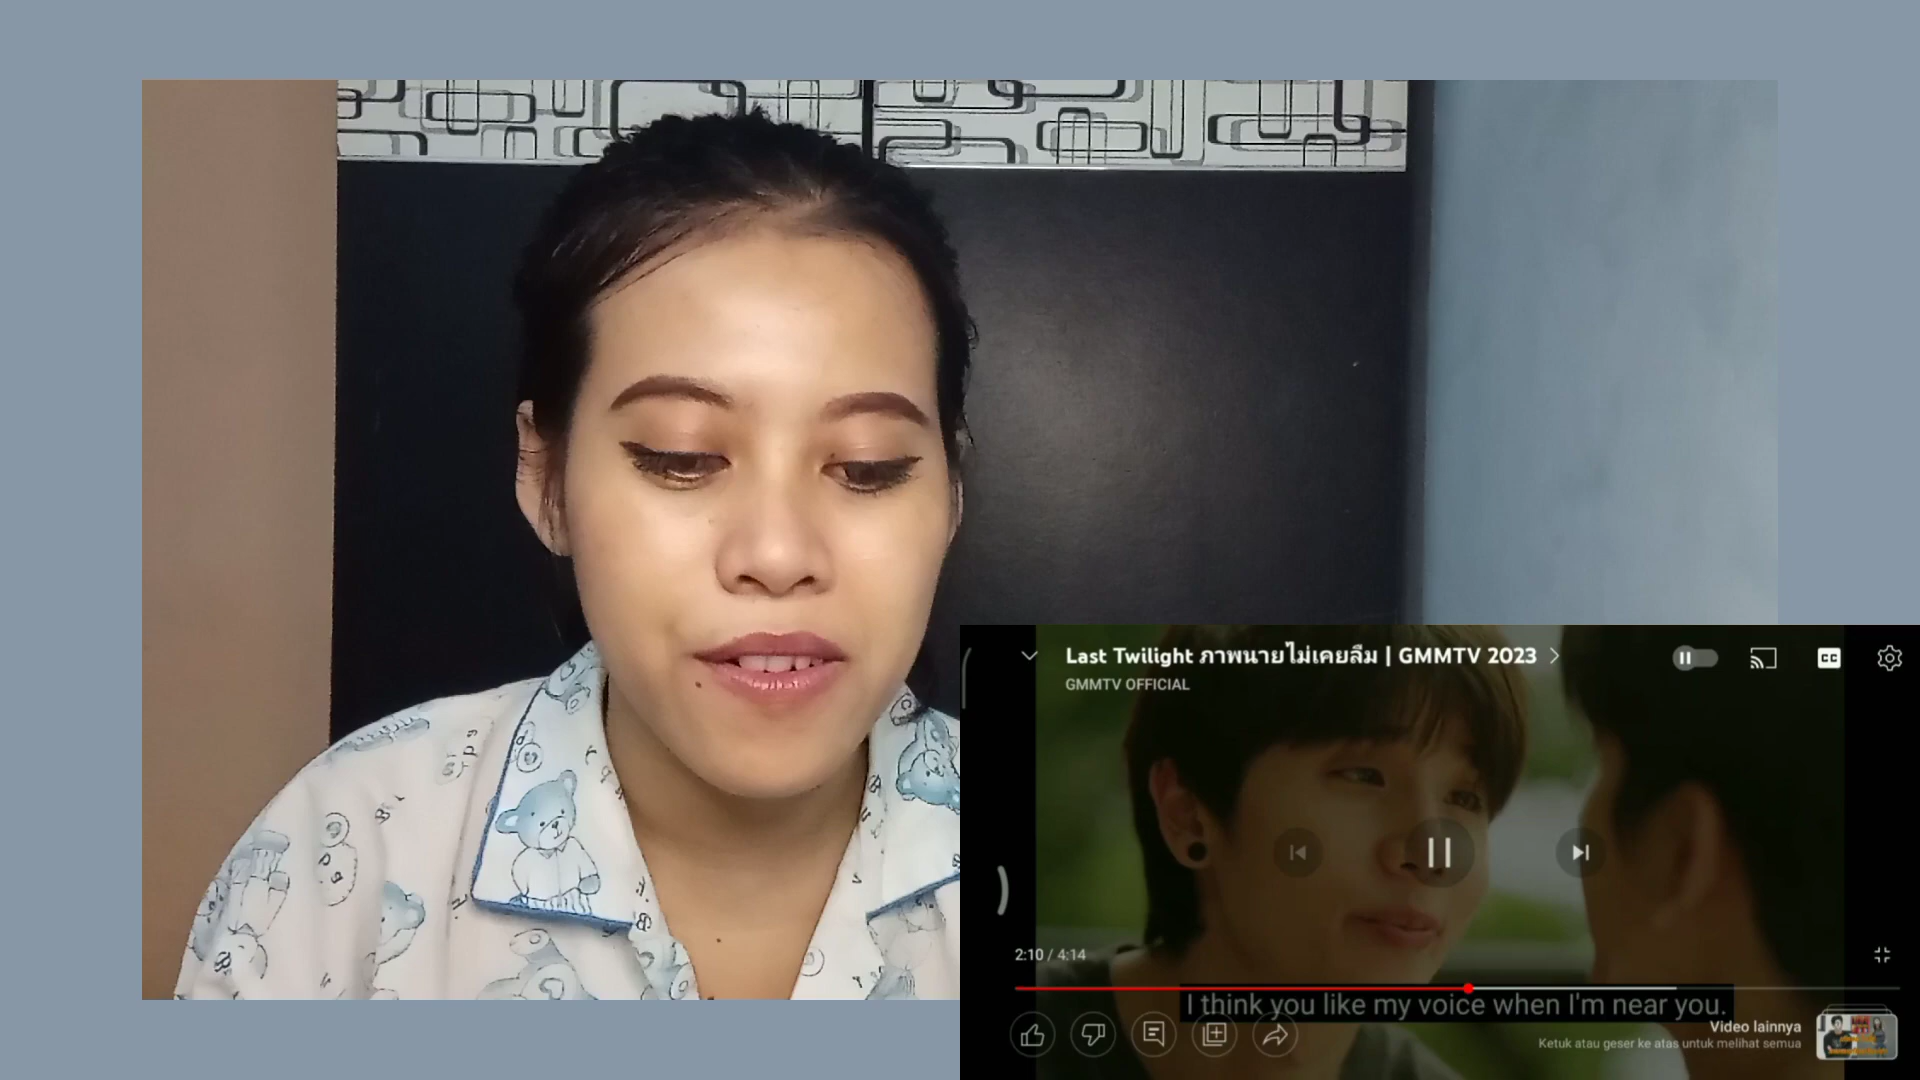 Last Twilight ภาพนายไม่เคยลืม | GMMTV 2023
GMMTV OFFICIAL
CC
2:10 / 4:14
I think you like my voice when I'm near you.
Video lainnya
Ketuk atau geser ke atas untuk melihat semua